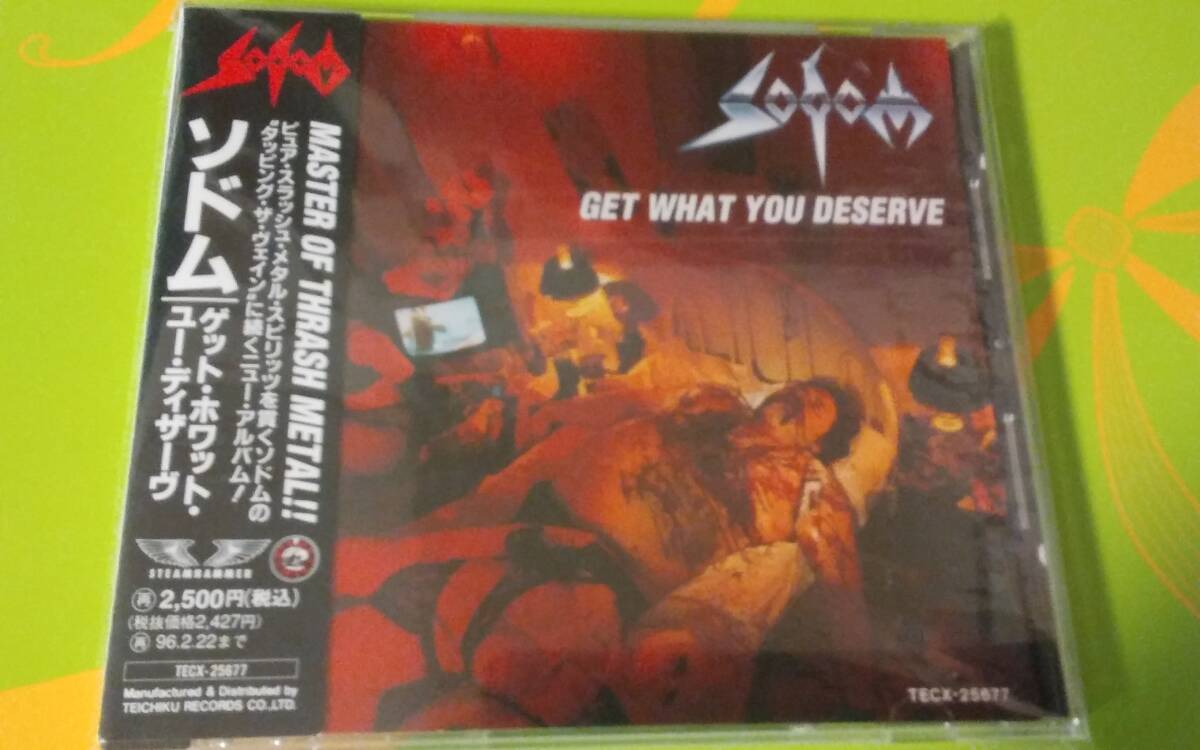 SODOM
MASTER OF THRASH METAL!!
ピュア・スラッシュ・メタル・スピリッツを貫くソドムの
“タッピング・ザ・ヴェイン”に続くニュー・アルバム!
ソドム
ゲット・ホワット・
ユー・ディザーヴ
STEAMHAMMER
再 2,500円(税込)
(税抜価格2,427円)
再 96.2.22まで
TECX-25677
Manufactured & Distributed by
TEICHIKU RECORDS CO.,LTD.
SODOM
GET WHAT YOU DESERVE
TECX-25677